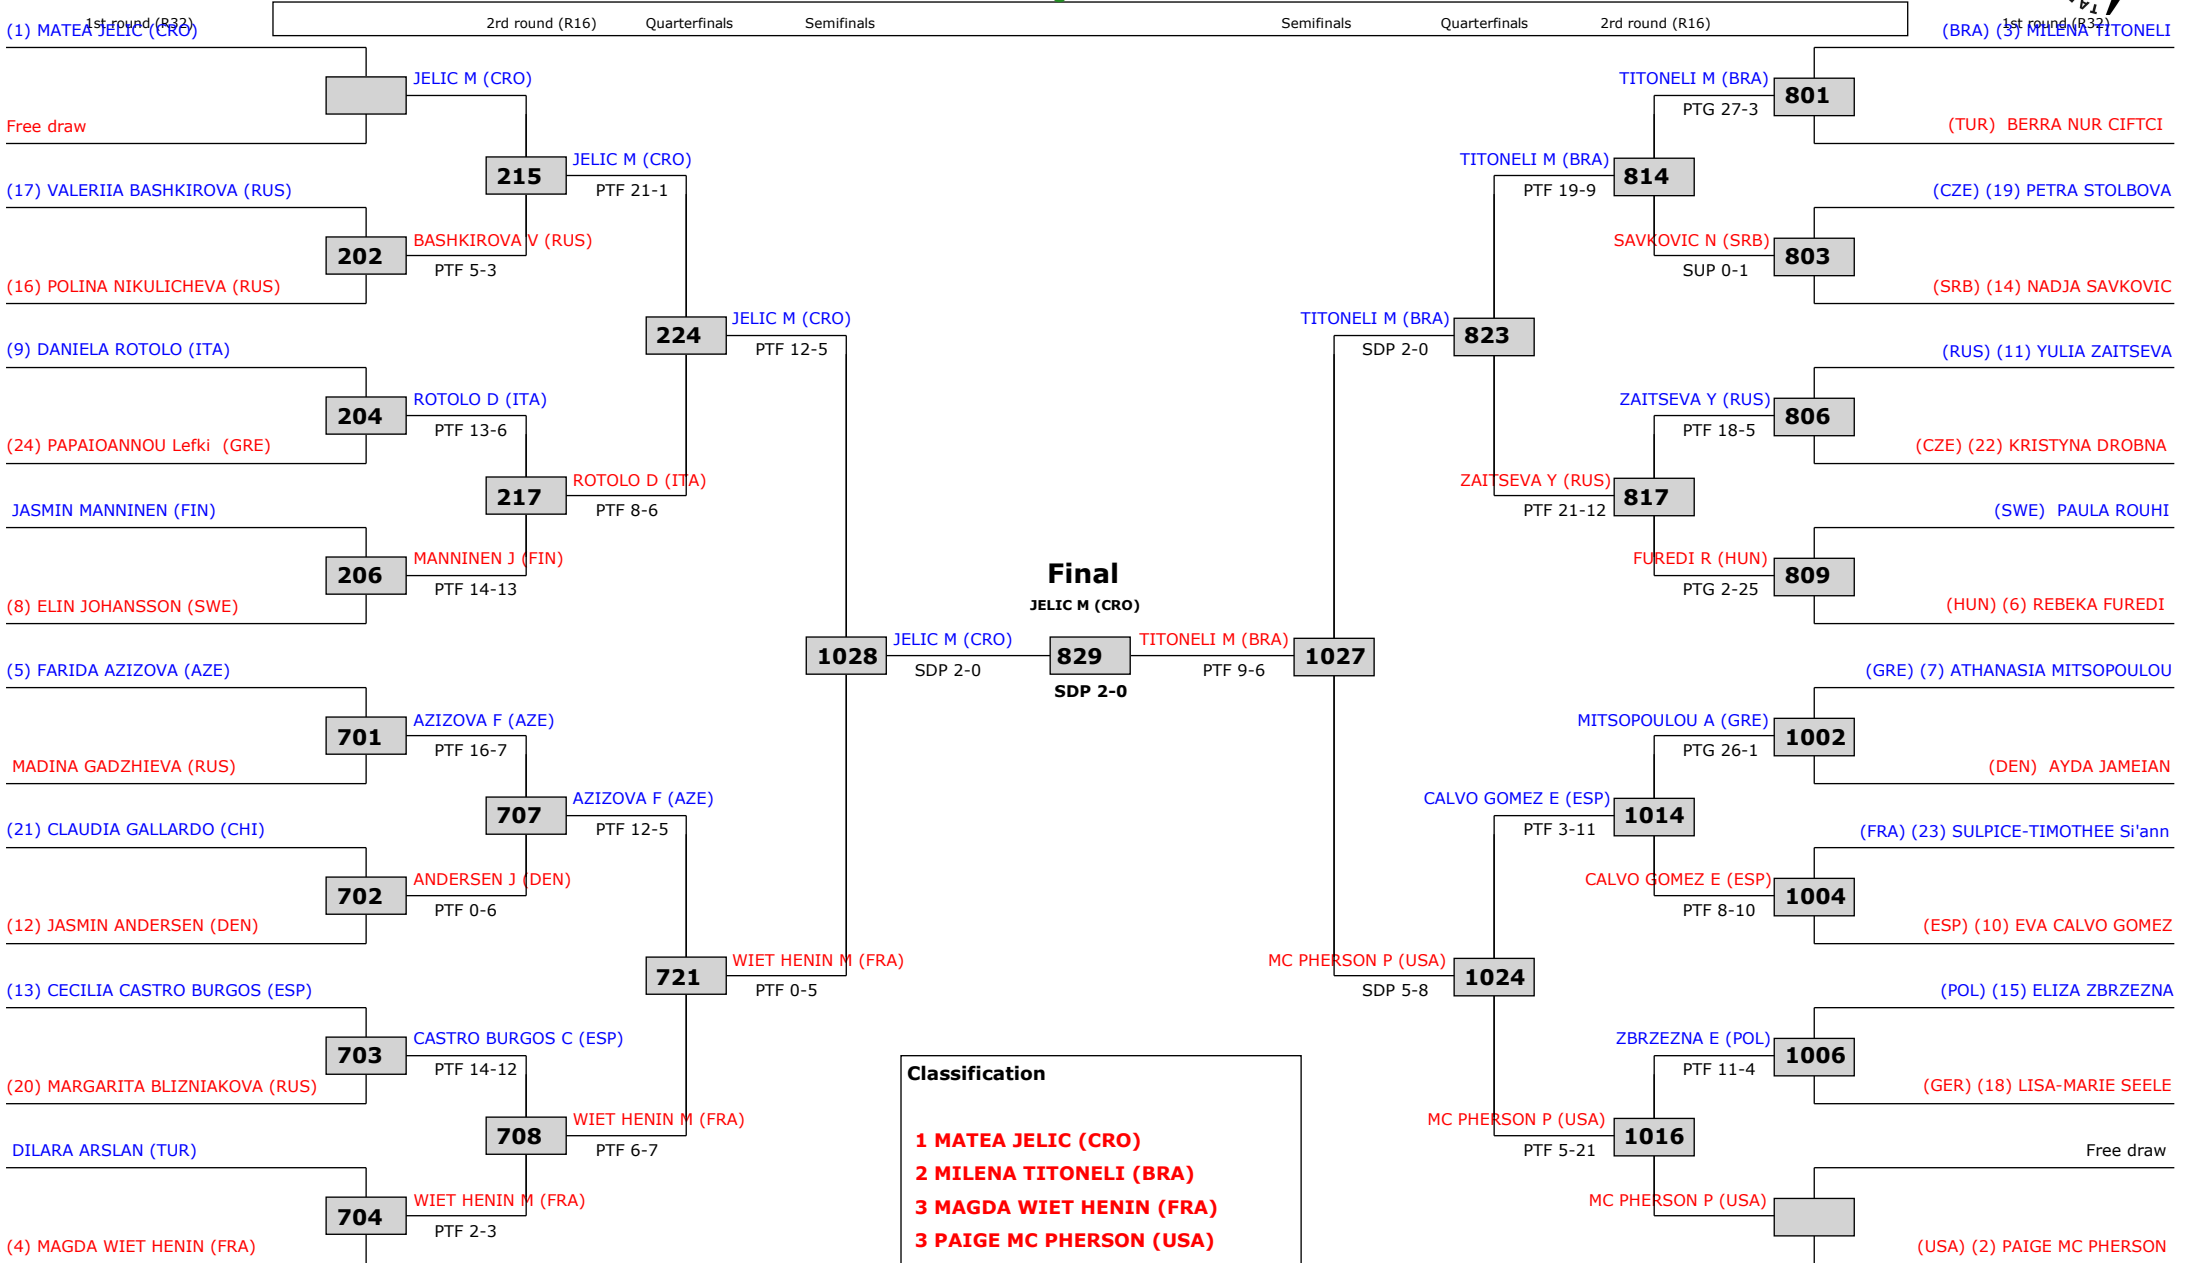 1st round (R32)
2rd round (R16)
Quarterfinals
Semifinals
Semifinals
Quarterfinals
2rd round (R16)
1st round (R32)
(1) MATEA JELIC (CRO)
JELIC M (CRO)
Free draw
215
JELIC M (CRO)
PTF 21-1
(17) VALERIIA BASHKIROVA (RUS)
202
BASHKIROVA V (RUS)
PTF 5-3
(16) POLINA NIKULICHEVA (RUS)
224
JELIC M (CRO)
PTF 12-5
(9) DANIELA ROTOLO (ITA)
204
ROTOLO D (ITA)
PTF 13-6
(24) PAPAIOANNOU Lefki (GRE)
217
ROTOLO D (ITA)
PTF 8-6
JASMIN MANNINEN (FIN)
206
MANNINEN J (FIN)
PTF 14-13
(8) ELIN JOHANSSON (SWE)
1028
JELIC M (CRO)
SDP 2-0
(5) FARIDA AZIZOVA (AZE)
701
AZIZOVA F (AZE)
PTF 16-7
MADINA GADZHIEVA (RUS)
707
AZIZOVA F (AZE)
PTF 12-5
(21) CLAUDIA GALLARDO (CHI)
702
ANDERSEN J (DEN)
PTF 0-6
(12) JASMIN ANDERSEN (DEN)
721
WIET HENIN M (FRA)
PTF 0-5
(13) CECILIA CASTRO BURGOS (ESP)
703
CASTRO BURGOS C (ESP)
PTF 14-12
(20) MARGARITA BLIZNIAKOVA (RUS)
708
WIET HENIN M (FRA)
PTF 6-7
DILARA ARSLAN (TUR)
704
WIET HENIN M (FRA)
PTF 2-3
(4) MAGDA WIET HENIN (FRA)
Final
JELIC M (CRO)
829
SDP 2-0
(BRA) (3) MILENA TITONELI
TITONELI M (BRA)
801
PTG 27-3
(TUR) BERRA NUR CIFTCI
TITONELI M (BRA)
814
PTF 19-9
(CZE) (19) PETRA STOLBOVA
SAVKOVIC N (SRB)
803
SUP 0-1
(SRB) (14) NADJA SAVKOVIC
TITONELI M (BRA)
823
SDP 2-0
(RUS) (11) YULIA ZAITSEVA
ZAITSEVA Y (RUS)
806
PTF 18-5
(CZE) (22) KRISTYNA DROBNA
ZAITSEVA Y (RUS)
817
PTF 21-12
(SWE) PAULA ROUHI
FUREDI R (HUN)
809
PTG 2-25
(HUN) (6) REBEKA FUREDI
TITONELI M (BRA)
1027
PTF 9-6
(GRE) (7) ATHANASIA MITSOPOULOU
MITSOPOULOU A (GRE)
1002
PTG 26-1
(DEN) AYDA JAMEIAN
CALVO GOMEZ E (ESP)
1014
PTF 3-11
(FRA) (23) SULPICE-TIMOTHEE Si'ann
CALVO GOMEZ E (ESP)
1004
PTF 8-10
(ESP) (10) EVA CALVO GOMEZ
MC PHERSON P (USA)
1024
SDP 5-8
(POL) (15) ELIZA ZBRZEZNA
ZBRZEZNA E (POL)
1006
PTF 11-4
(GER) (18) LISA-MARIE SEELE
MC PHERSON P (USA)
1016
PTF 5-21
Free draw
MC PHERSON P (USA)
(USA) (2) PAIGE MC PHERSON
Classification
1 MATEA JELIC (CRO)
2 MILENA TITONELI (BRA)
3 MAGDA WIET HENIN (FRA)
3 PAIGE MC PHERSON (USA)